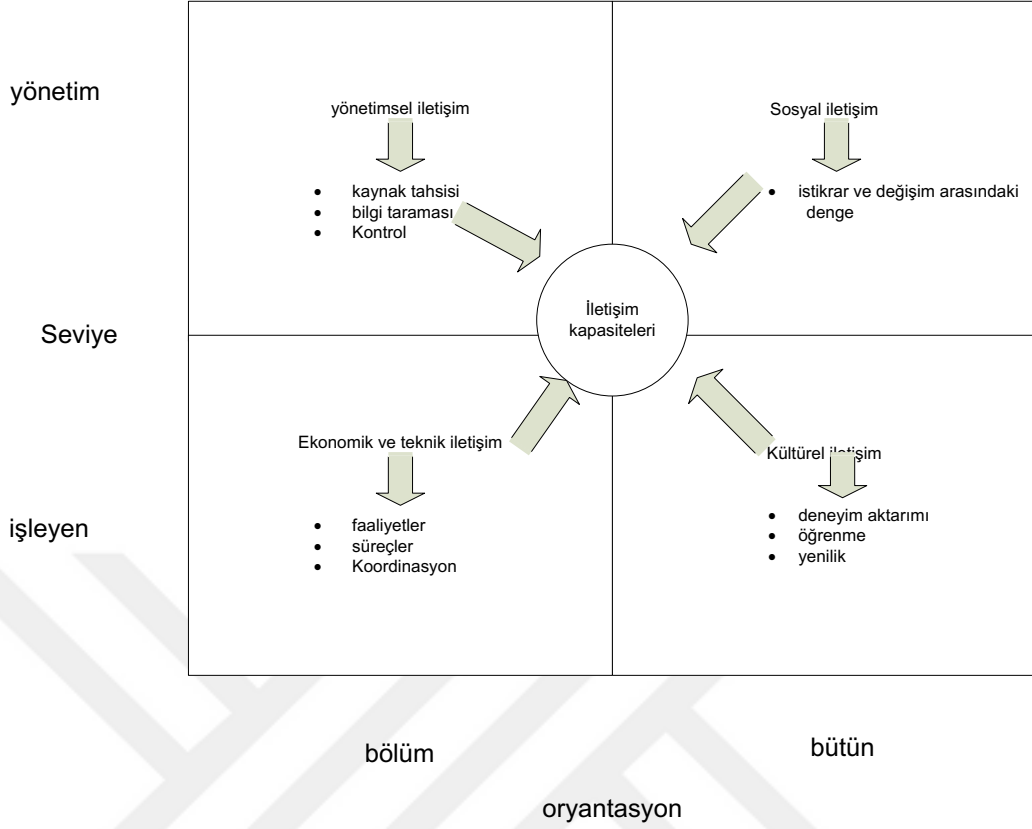 yönetim
yönetimsel iletişim
• kaynak tahsisi
• bilgi taraması
• Kontrol
Sosyal iletişim
• istikrar ve değişim arasındaki
denge
İletişim
kapasiteleri
Seviye
işleyen
Ekonomik ve teknik iletişim
• faaliyetler
• süreçler
• Koordinasyon
Kültürel iletişim
• deneyim aktarımı
• öğrenme
• yenilik
bölüm
bütün
oryantasyon